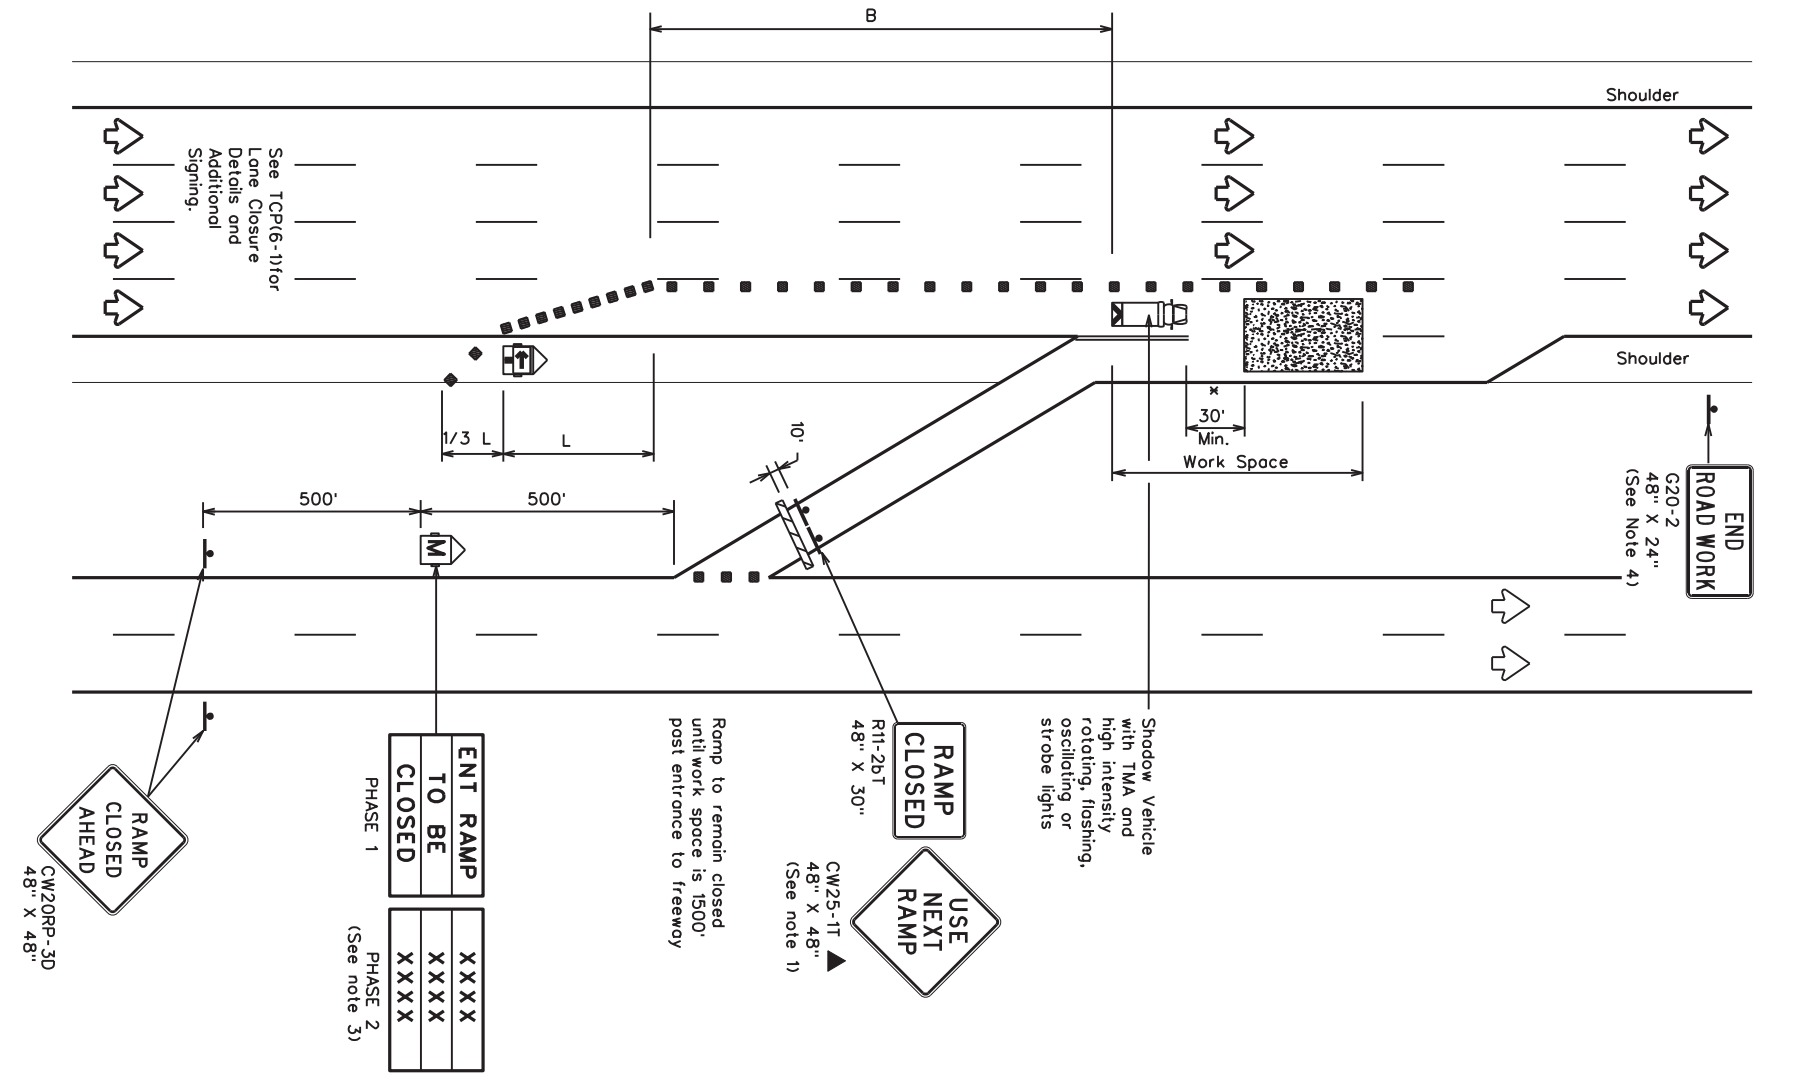 B
Shoulder
See TCP(6-1)for
Lane Closure
Details and
Additional
Signing.
Shoulder
1/3 L
L
10'
x
30'
Min.
Work Space
500'
500'
M
END
ROAD WORK
G20-2
48" X 24"
(See Note 4)
Shadow Vehicle
with TMA and
high intensity
rotating, flashing,
oscillating or
strobe lights
RAMP
CLOSED
R11-2bT
48" X 30"
USE
NEXT
RAMP
CW25-1T
48" X 48"
(See note 1)
Ramp to remain closed
until work space is 1500'
past entrance to freeway
ENT RAMP
TO BE
CLOSED
PHASE 1
XXXX
XXXX
XXXX
PHASE 2
(See note 3)
RAMP
CLOSED
AHEAD
CW20RP-3D
48" X 48"